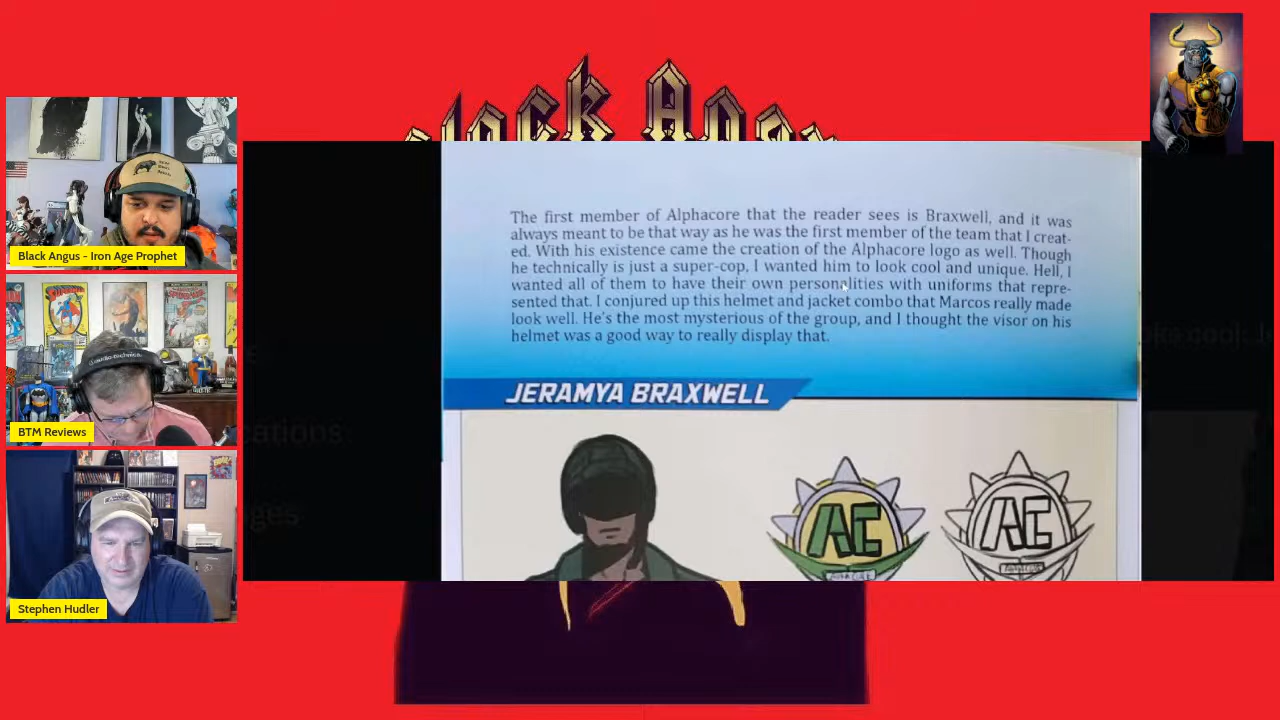 Black Angus
The first member of Alphacore that the reader sees is Braxwell, and it was
always meant to be that way as he was the first member of the team that I creat-
ed. With his existence came the creation of the Alphacore logo as well. Though
he technically is just a super-cop, I wanted him to look cool and unique. Hell, I
wanted all of them to have their own personalities with uniforms that repre-
sented that. I conjured up this helmet and jacket combo that Marcos really made
look well. He's the most mysterious of the group, and I thought the visor on his
helmet was a good way to really display that.
JERAMYA BRAXWELL
AC
AC
ALPHACORE
Black Angus - Iron Age Prophet
BTM Reviews
Stephen Hudler